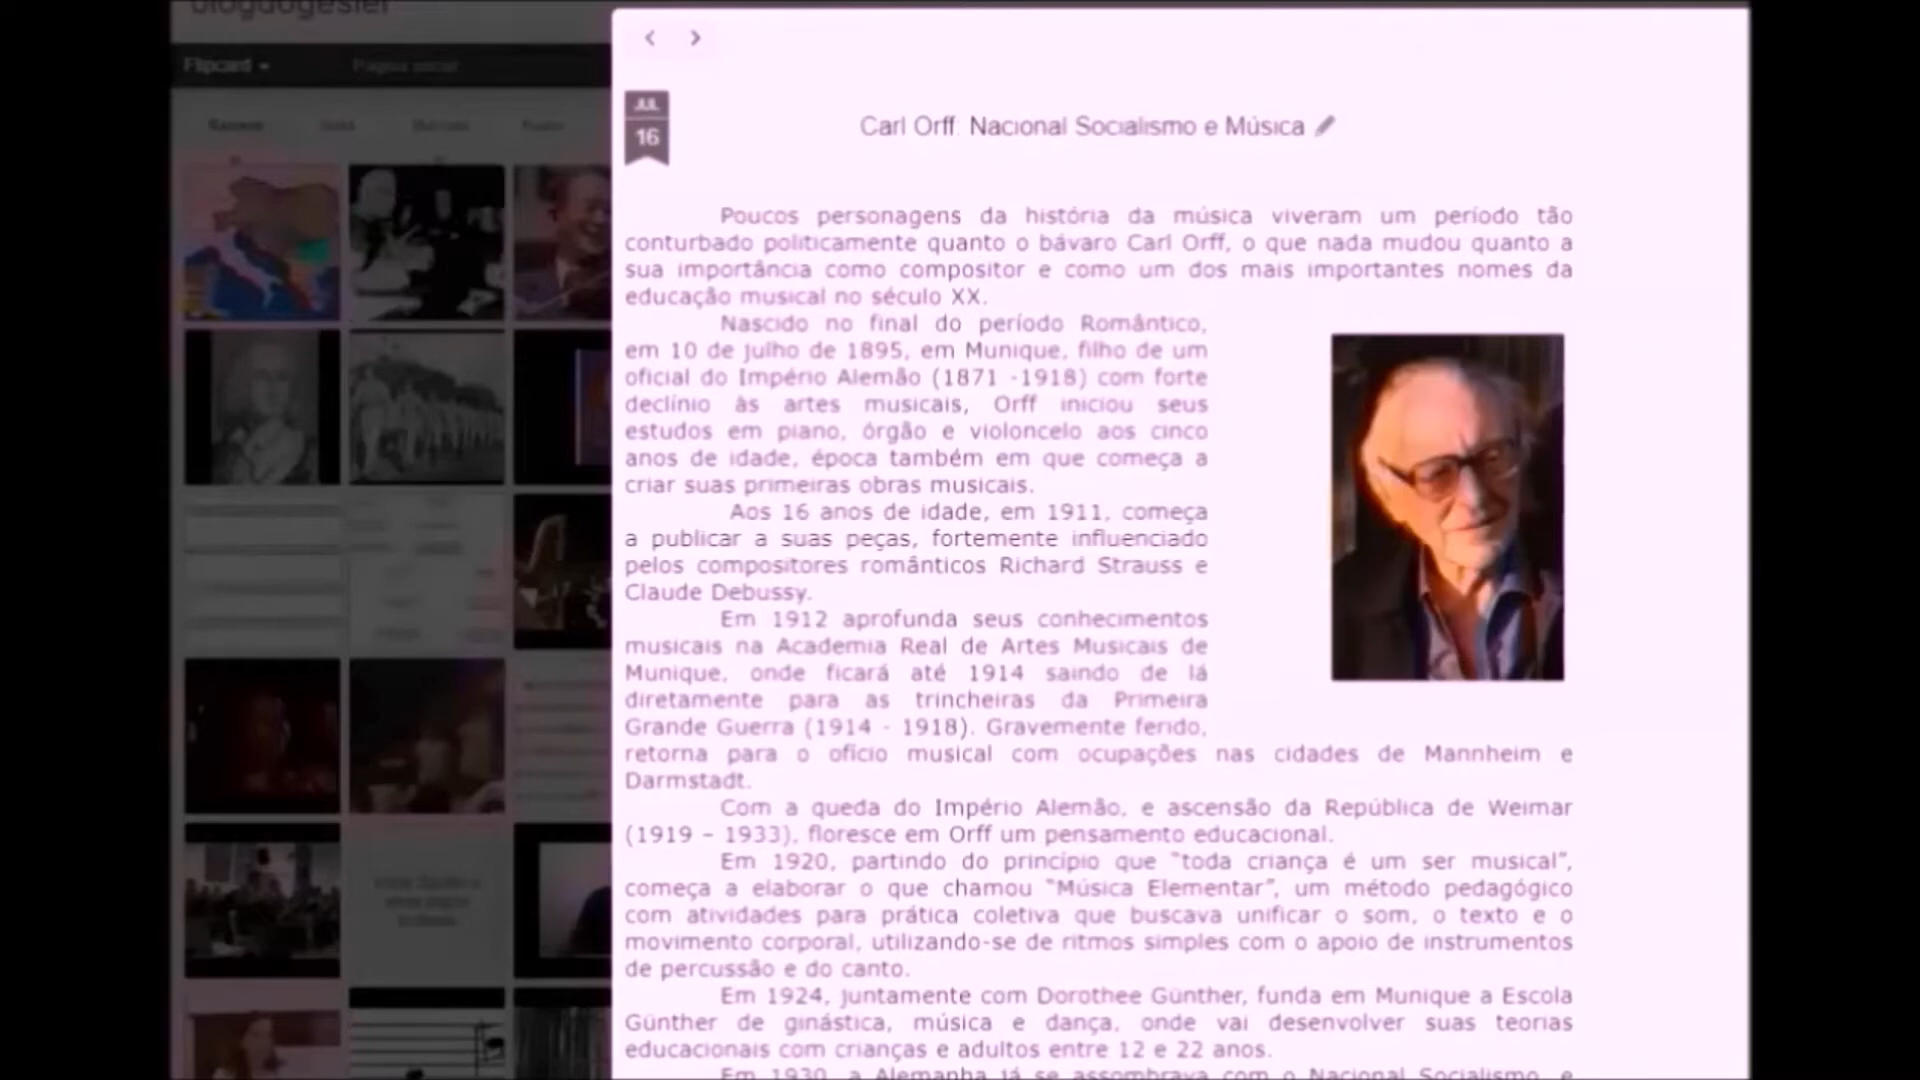 Flipcard
JUL
16
Carl Orff: Nacional Socialismo e Música
Poucos personagens da história da música viveram um período tão
conturbado politicamente quanto o bávaro Carl Orff, o que nada mudou quanto a
sua importância como compositor e como um dos mais importantes nomes da
educação musical no século XX.
Nascido no final do período Romântico,
em 10 de julho de 1895, em Munique, filho de um
oficial do Império Alemão (1871 -1918) com forte
declínio às artes musicais, Orff iniciou seus
estudos em piano, órgão e violoncelo aos cinco
anos de idade, época também em que começa a
criar suas primeiras obras musicais.
Aos 16 anos de idade, em 1911, começa
a publicar a suas peças, fortemente influenciado
pelos compositores românticos Richard Strauss e
Claude Debussy.
Em 1912 aprofunda seus conhecimentos
musicais na Academia Real de Artes Musicais de
Munique, onde ficará até 1914 saindo de lá
diretamente para as trincheiras da Primeira
Grande Guerra (1914 - 1918). Gravemente ferido,
retorna para o ofício musical com ocupações nas cidades de Mannheim e
Darmstadt.
Com a queda do Império Alemão, e ascensão da República de Weimar
(1919 – 1933), floresce em Orff um pensamento educacional.
Em 1920, partindo do princípio que “toda criança é um ser musical”,
começa a elaborar o que chamou “Música Elementar”, um método pedagógico
com atividades para prática coletiva que buscava unificar o som, o texto e o
movimento corporal, utilizando-se de ritmos simples com o apoio de instrumentos
de percussão e do canto.
Em 1924, juntamente com Dorothee Günther, funda em Munique a Escola
Günther de ginástica, música e dança, onde vai desenvolver suas teorias
educacionais com crianças e adultos entre 12 e 22 anos.
Em 1930, a Alemanha já se assombrava com o Nacional Socialismo, e